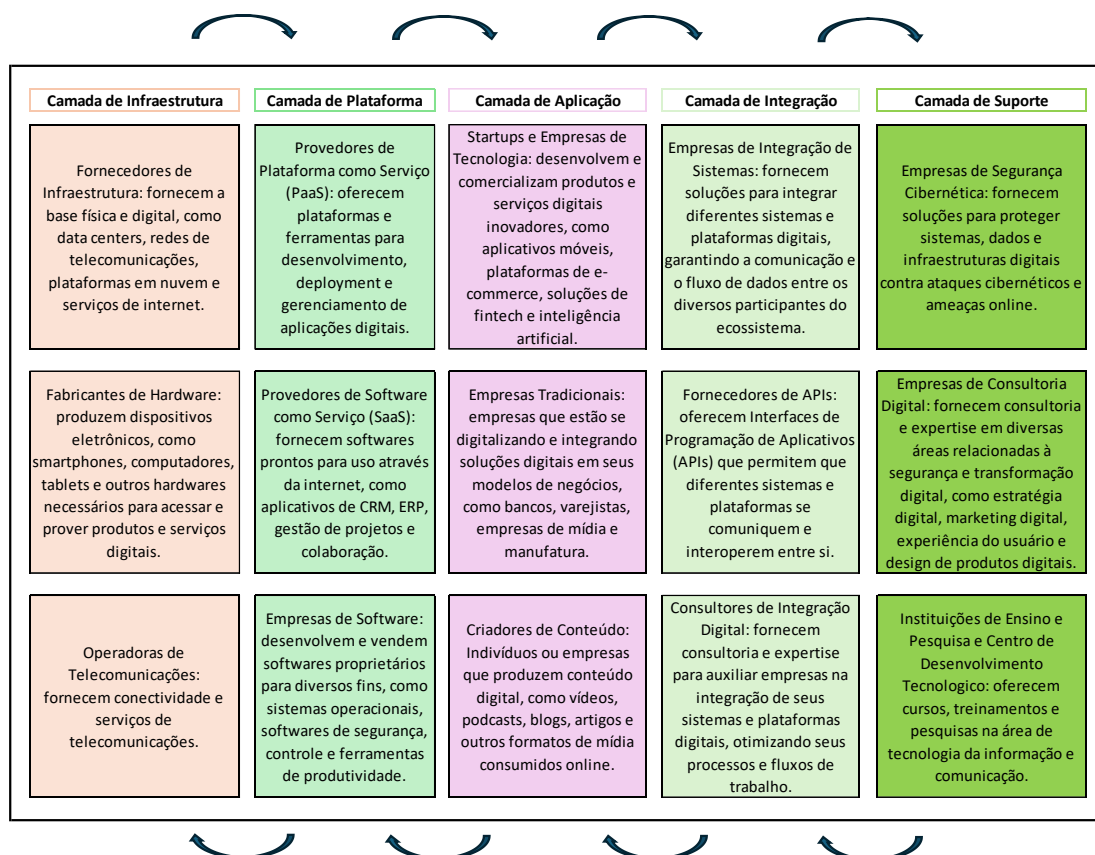 Camada de Infraestrutura
Camada de Plataforma
Camada de Aplicação
Camada de Integração
Camada de Suporte
Fornecedores de
Infraestrutura: fornecem a
base física e digital, como
data centers, redes de
telecomunicações,
plataformas em nuvem e
serviços de internet.
Provedores de
Plataforma como Serviço
(PaaS): oferecem
plataformas e
ferramentas para
desenvolvimento,
deployment e
gerenciamento de
aplicações digitais.
Startups e Empresas de
Tecnologia: desenvolvem e
comercializam produtos e
serviços digitais
inovadores, como
aplicativos móveis,
plataformas de e-
commerce, soluções de
fintech e inteligência
artificial.
Empresas de Integração de
Sistemas: fornecem
soluções para integrar
diferentes sistemas e
plataformas digitais,
garantindo a comunicação e
o fluxo de dados entre os
diversos participantes do
ecossistema.
Empresas de Segurança
Cibernética: fornecem
soluções para proteger
sistemas, dados e
infraestruturas digitais
contra ataques cibernéticos e
ameaças online.
Fabricantes de Hardware:
produzem dispositivos
eletrônicos, como
smartphones, computadores,
tablets e outros hardwares
necessários para acessar e
prover produtos e serviços
digitais.
Provedores de Software
como Serviço (SaaS):
fornecem softwares
prontos para uso através
da internet, como
aplicativos de CRM, ERP,
gestão de projetos e
colaboração.
Empresas Tradicionais:
empresas que estão se
digitalizando e integrando
soluções digitais em seus
modelos de negócios,
como bancos, varejistas,
empresas de mídia e
manufatura.
Fornecedores de APIs:
oferecem Interfaces de
Programação de Aplicativos
(APIs) que permitem que
diferentes sistemas e
plataformas se
comuniquem e
interoperem entre si.
Empresas de Consultoria
Digital: fornecem consultoria
e expertise em diversas
áreas relacionadas à
segurança e transformação
digital, como estratégia
digital, marketing digital,
experiência do usuário e
design de produtos digitais.
Operadoras de
Telecomunicações:
fornecem conectividade e
serviços de
telecomunicações.
Empresas de Software:
desenvolvem e vendem
softwares proprietários
para diversos fins, como
sistemas operacionais,
softwares de segurança,
controle e ferramentas
de produtividade.
Criadores de Conteúdo:
Indivíduos ou empresas
que produzem conteúdo
digital, como vídeos,
podcasts, blogs, artigos e
outros formatos de mídia
consumidos online.
Consultores de Integração
Digital: fornecem
consultoria e expertise
para auxiliar empresas na
integração de seus
sistemas e plataformas
digitais, otimizando seus
processos e fluxos de
trabalho.
Instituições de Ensino e
Pesquisa e Centro de
Desenvolvimento
Tecnologico: oferecem
cursos, treinamentos e
pesquisas na área de
tecnologia da informação e
comunicação.